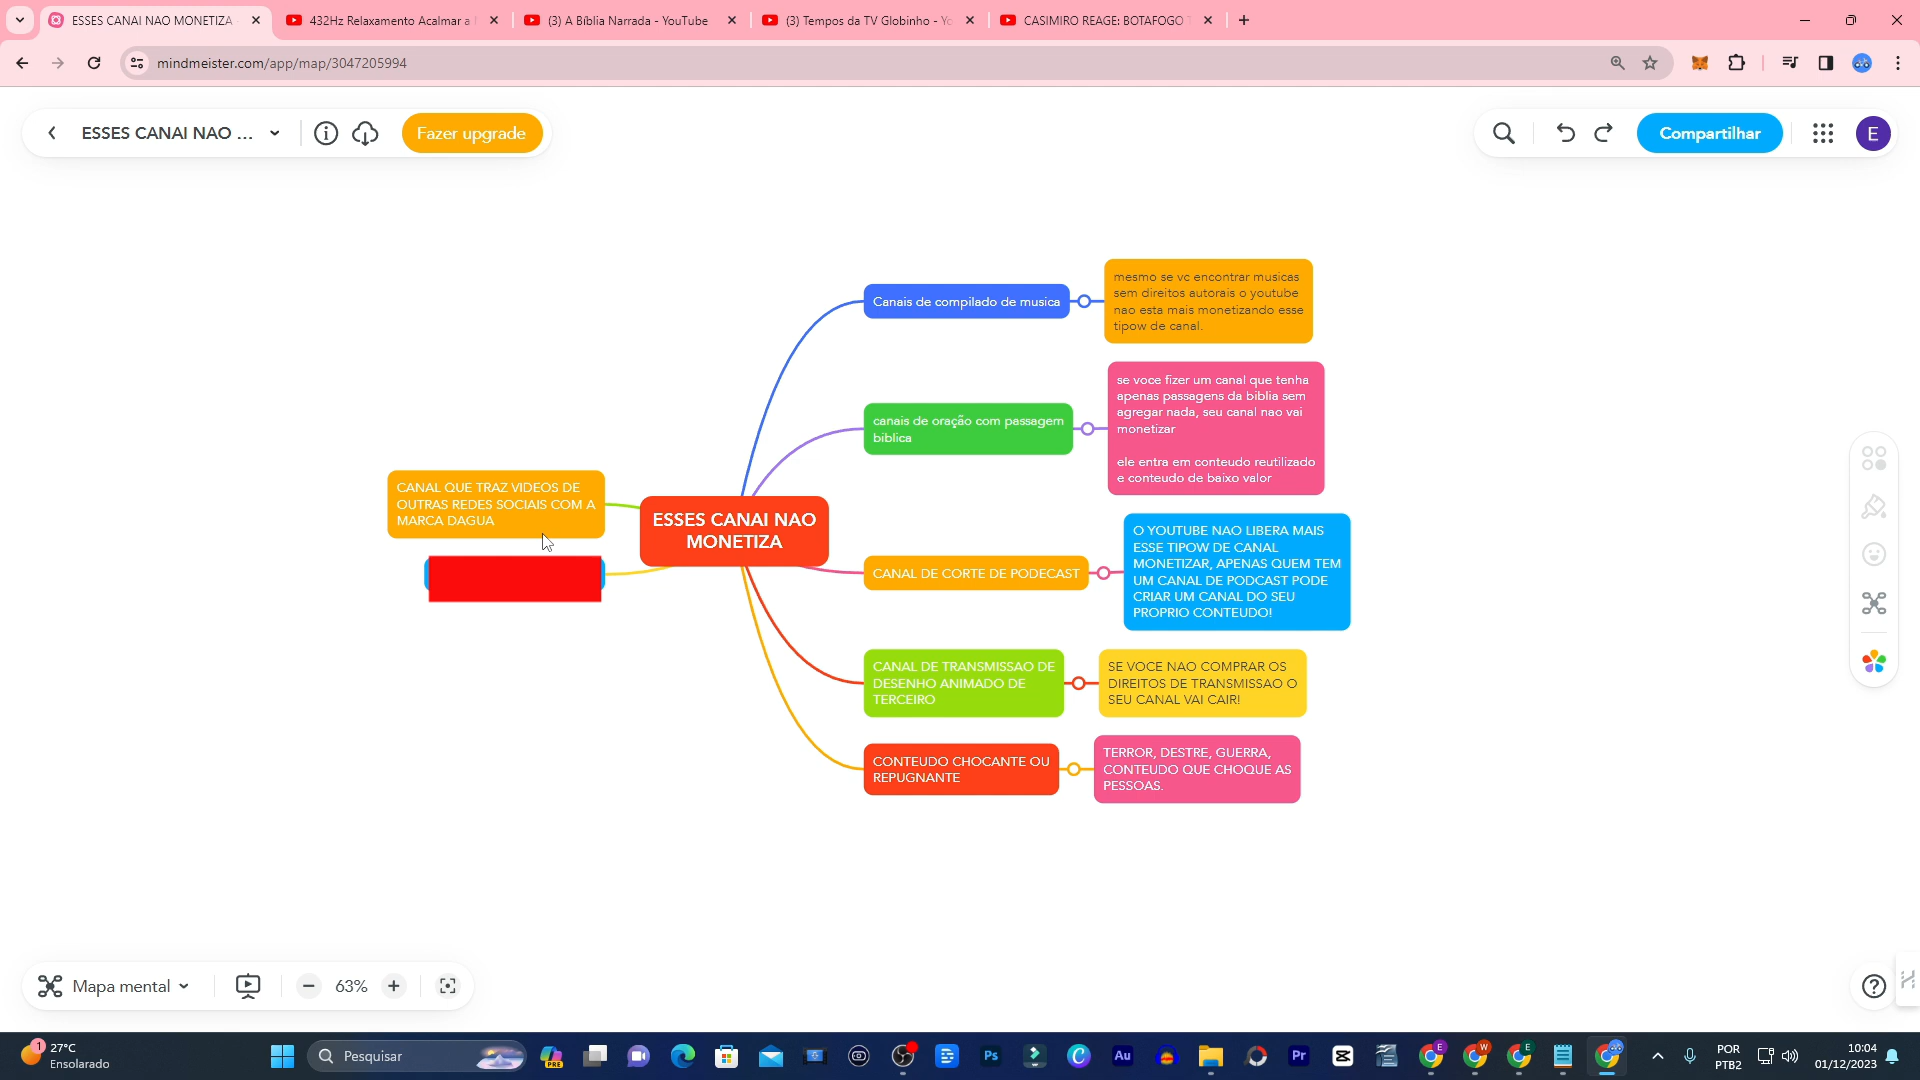 ESSES CANAI NAO MONETIZA
432Hz Relaxamento Acalmar a
(3) A Bíblia Narrada - YouTube
(3) Tempos da TV Globinho - Yo
CASIMIRO REAGE: BOTAFOGO T
mindmeister.com/app/map/3047205994
ESSES CANAI NAO ...
Fazer upgrade
Compartilhar
E
Canais de compilado de musica
mesmo se vc encontrar musicas
sem direitos autorais o youtube
nao esta mais monetizando esse
tipow de canal.
canais de oração com passagem
biblica
se voce fizer um canal que tenha
apenas passagens da biblia sem
agregar nada, seu canal nao vai
monetizar
ele entra em conteudo reutilizado
e conteudo de baixo valor
CANAL QUE TRAZ VIDEOS DE
OUTRAS REDES SOCIAIS COM A
MARCA DAGUA
ESSES CANAI NAO
MONETIZA
CANAL DE CORTE DE PODECAST
O YOUTUBE NAO LIBERA MAIS
ESSE TIPOW DE CANAL
MONETIZAR, APENAS QUEM TEM
UM CANAL DE PODCAST PODE
CRIAR UM CANAL DO SEU
PROPRIO CONTEUDO!
CANAL DE TRANSMISSAO DE
DESENHO ANIMADO DE
TERCEIRO
SE VOCE NAO COMPRAR OS
DIREITOS DE TRANSMISSAO O
SEU CANAL VAI CAIR!
CONTEUDO CHOCANTE OU
REPUGNANTE
TERROR, DESTRE, GUERRA,
CONTEUDO QUE CHOQUE AS
PESSOAS.
Mapa mental
63%
1
27°C
Ensolarado
Pesquisar
PRE
Ps
Au
Pr
E
W
E
POR
PTB2
10:04
01/12/2023